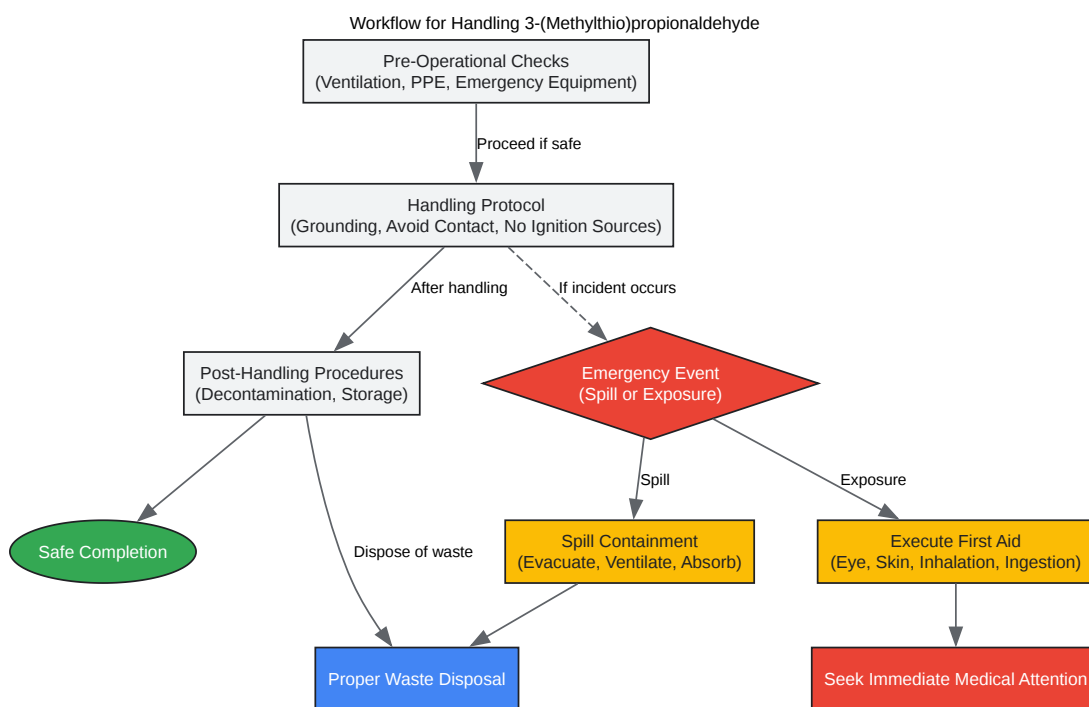 Workflow for Handling 3-(Methylthio)propionaldehyde
Pre-Operational Checks
(Ventilation, PPE, Emergency Equipment)
Proceed if safe
Handling Protocol
(Grounding, Avoid Contact, No Ignition Sources)
After handling
If incident occurs
Post-Handling Procedures
(Decontamination, Storage)
Emergency Event
(Spill or Exposure)
Spill
Exposure
Safe Completion
Dispose of waste
Spill Containment
(Evacuate, Ventilate, Absorb)
Execute First Aid
(Eye, Skin, Inhalation, Ingestion)
Proper Waste Disposal
Seek Immediate Medical Attention